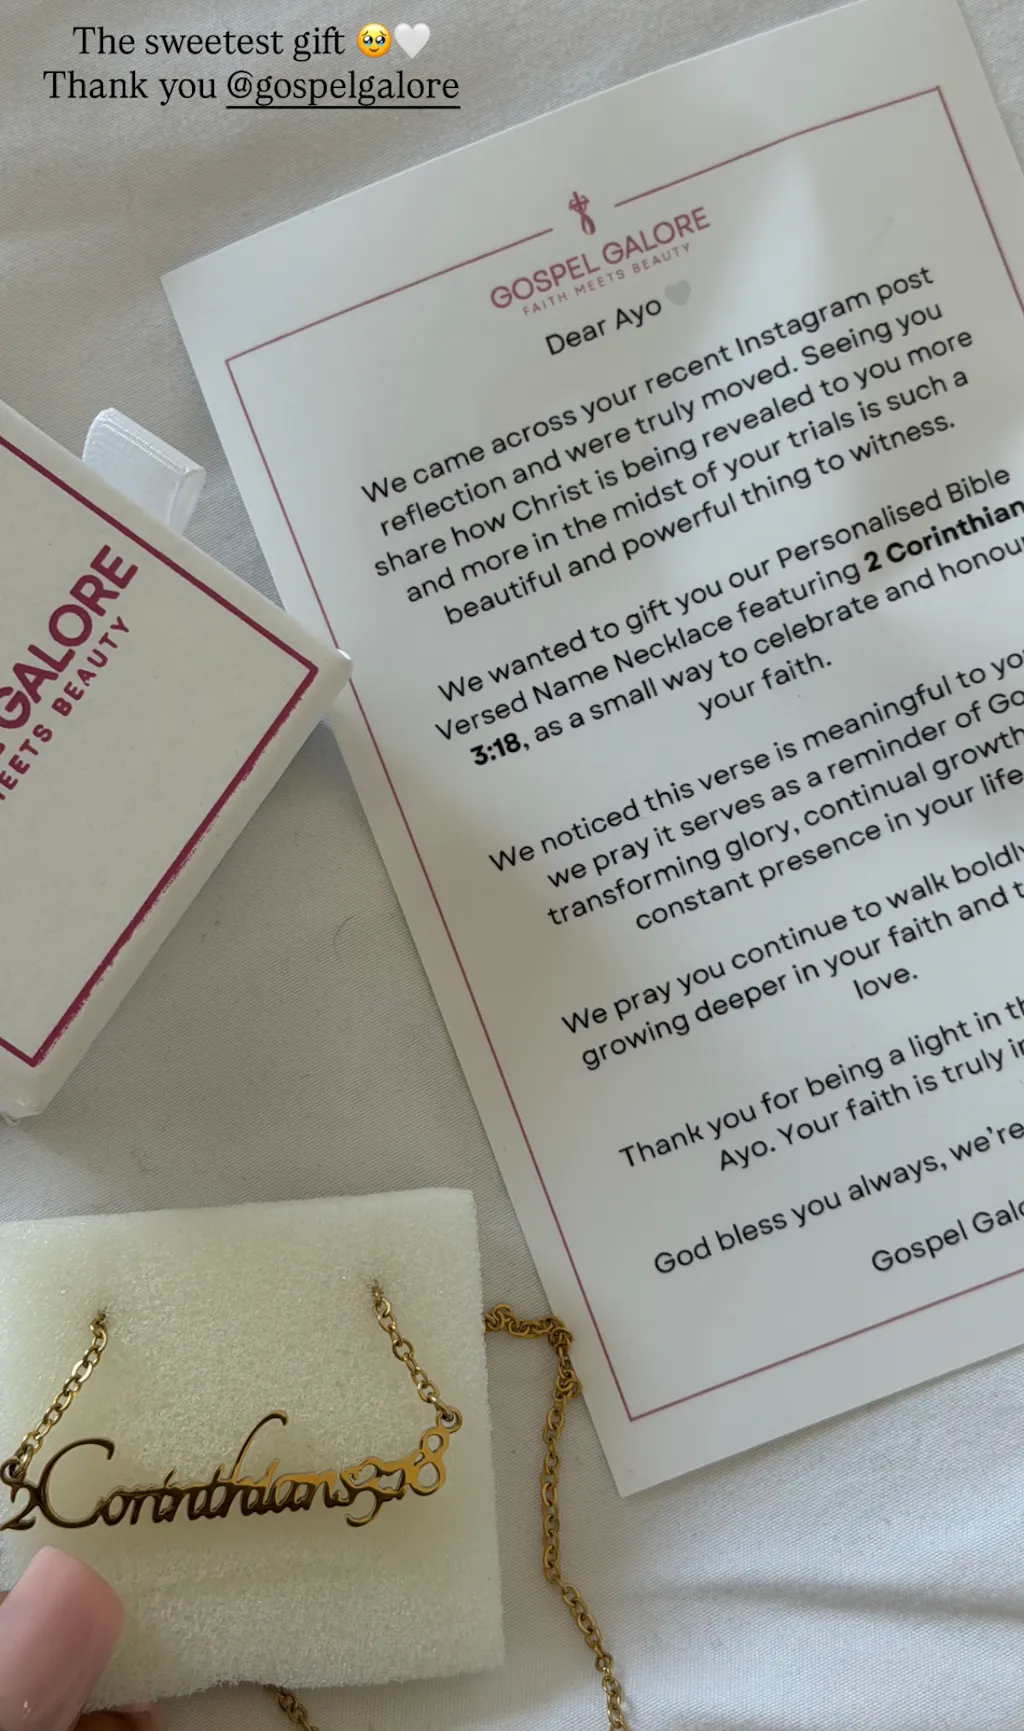 The sweetest gift 🥹🤍
Thank you @gospelgalore
GOSPEL GALORE
FAITH MEETS BEAUTY
Dear Ayo 🤍
We came across your recent Instagram post
reflection and were truly moved. Seeing you
share how Christ is being revealed to you more
and more in the midst of your trials is such a
beautiful and powerful thing to witness.
We wanted to gift you our Personalised Bible
Versed Name Necklace featuring 2 Corinthian
3:18, as a small way to celebrate and honou
your faith.
We noticed this verse is meaningful to yo
we pray it serves as a reminder of Go
transforming glory, continual growth
constant presence in your life
We pray you continue to walk boldly
growing deeper in your faith and t
love.
Thank you for being a light in th
Ayo. Your faith is truly in
God bless you always, we're
Gospel Galo
GALORE
MEETS BEAUTY
2Corinthians3:18